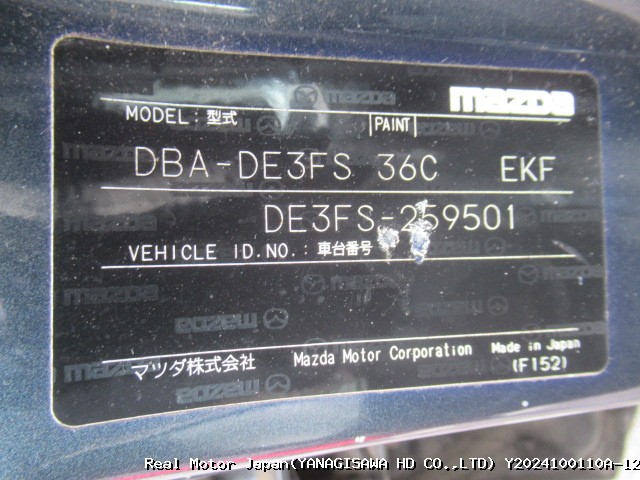 mazda
MODEL: 型式 PAINT
DBA-DE3FS 36C EKF
DE3FS-259501
VEHICLE ID.NO.: 車台番号
マツダ株式会社 Mazda Motor Corporation Made in Japan
(F152)
Real Motor Japan(YANAGISAWA HD CO.,LTD) Y2024100110A-12